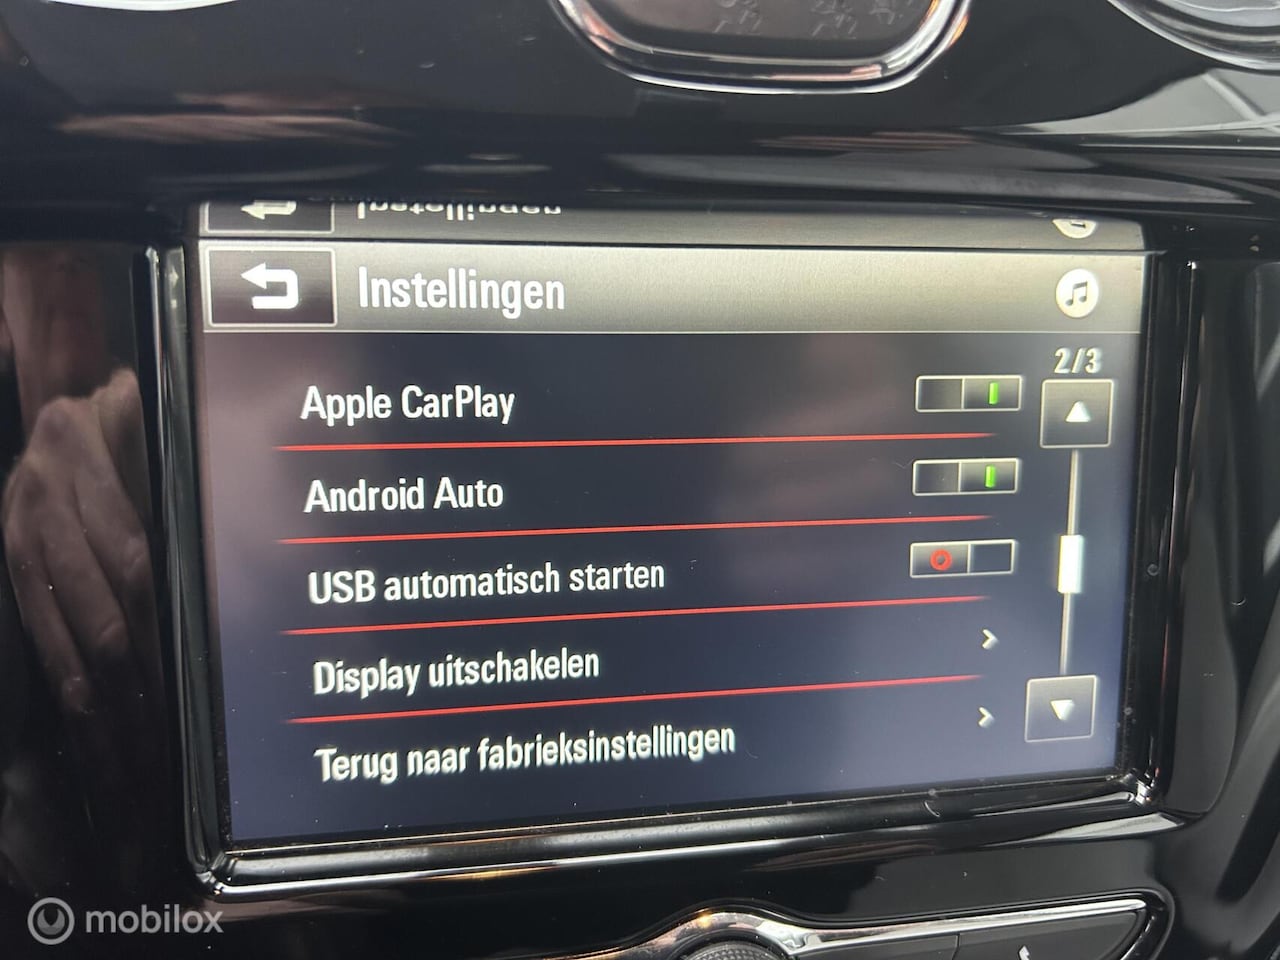 Instellingen
2/3
Apple CarPlay
Android Auto
USB automatisch starten
Display uitschakelen
Terug naar fabrieksinstellingen
mobilox